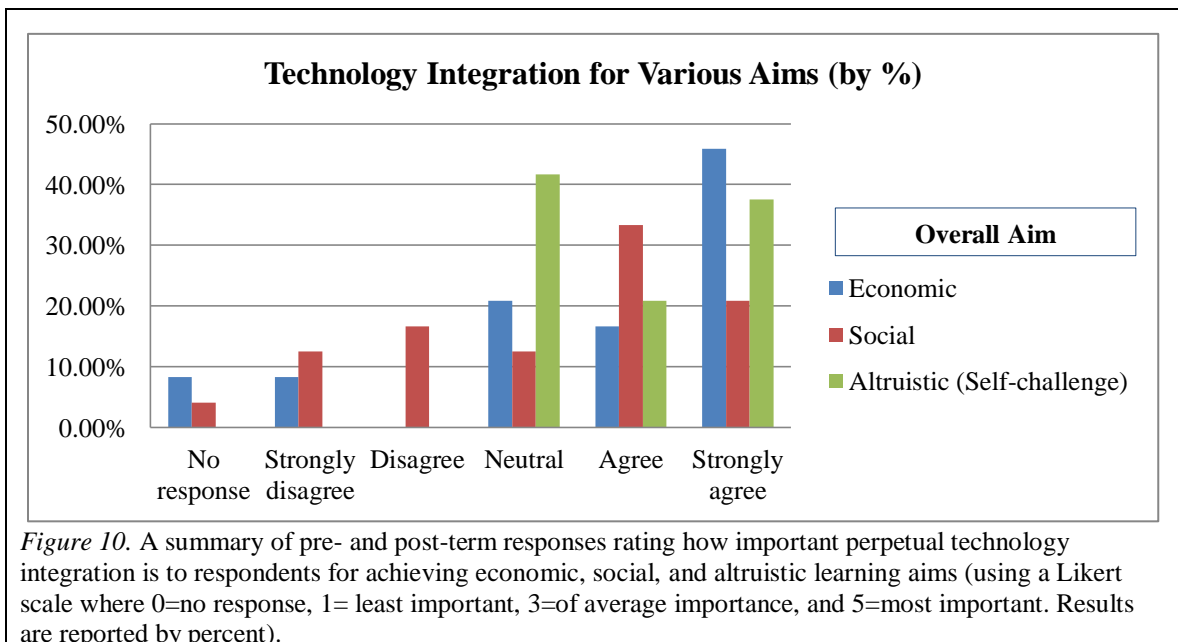 Technology Integration for Various Aims (by %)
50.00%
40.00%
30.00%
20.00%
10.00%
0.00%
No response
Strongly disagree
Disagree
Neutral
Agree
Strongly agree
Overall Aim
Economic
Social
Altruistic (Self-challenge)
Figure 10. A summary of pre- and post-term responses rating how important perpetual technology
integration is to respondents for achieving economic, social, and altruistic learning aims (using a Likert
scale where 0=no response, 1= least important, 3=of average importance, and 5=most important. Results
are reported by percent).